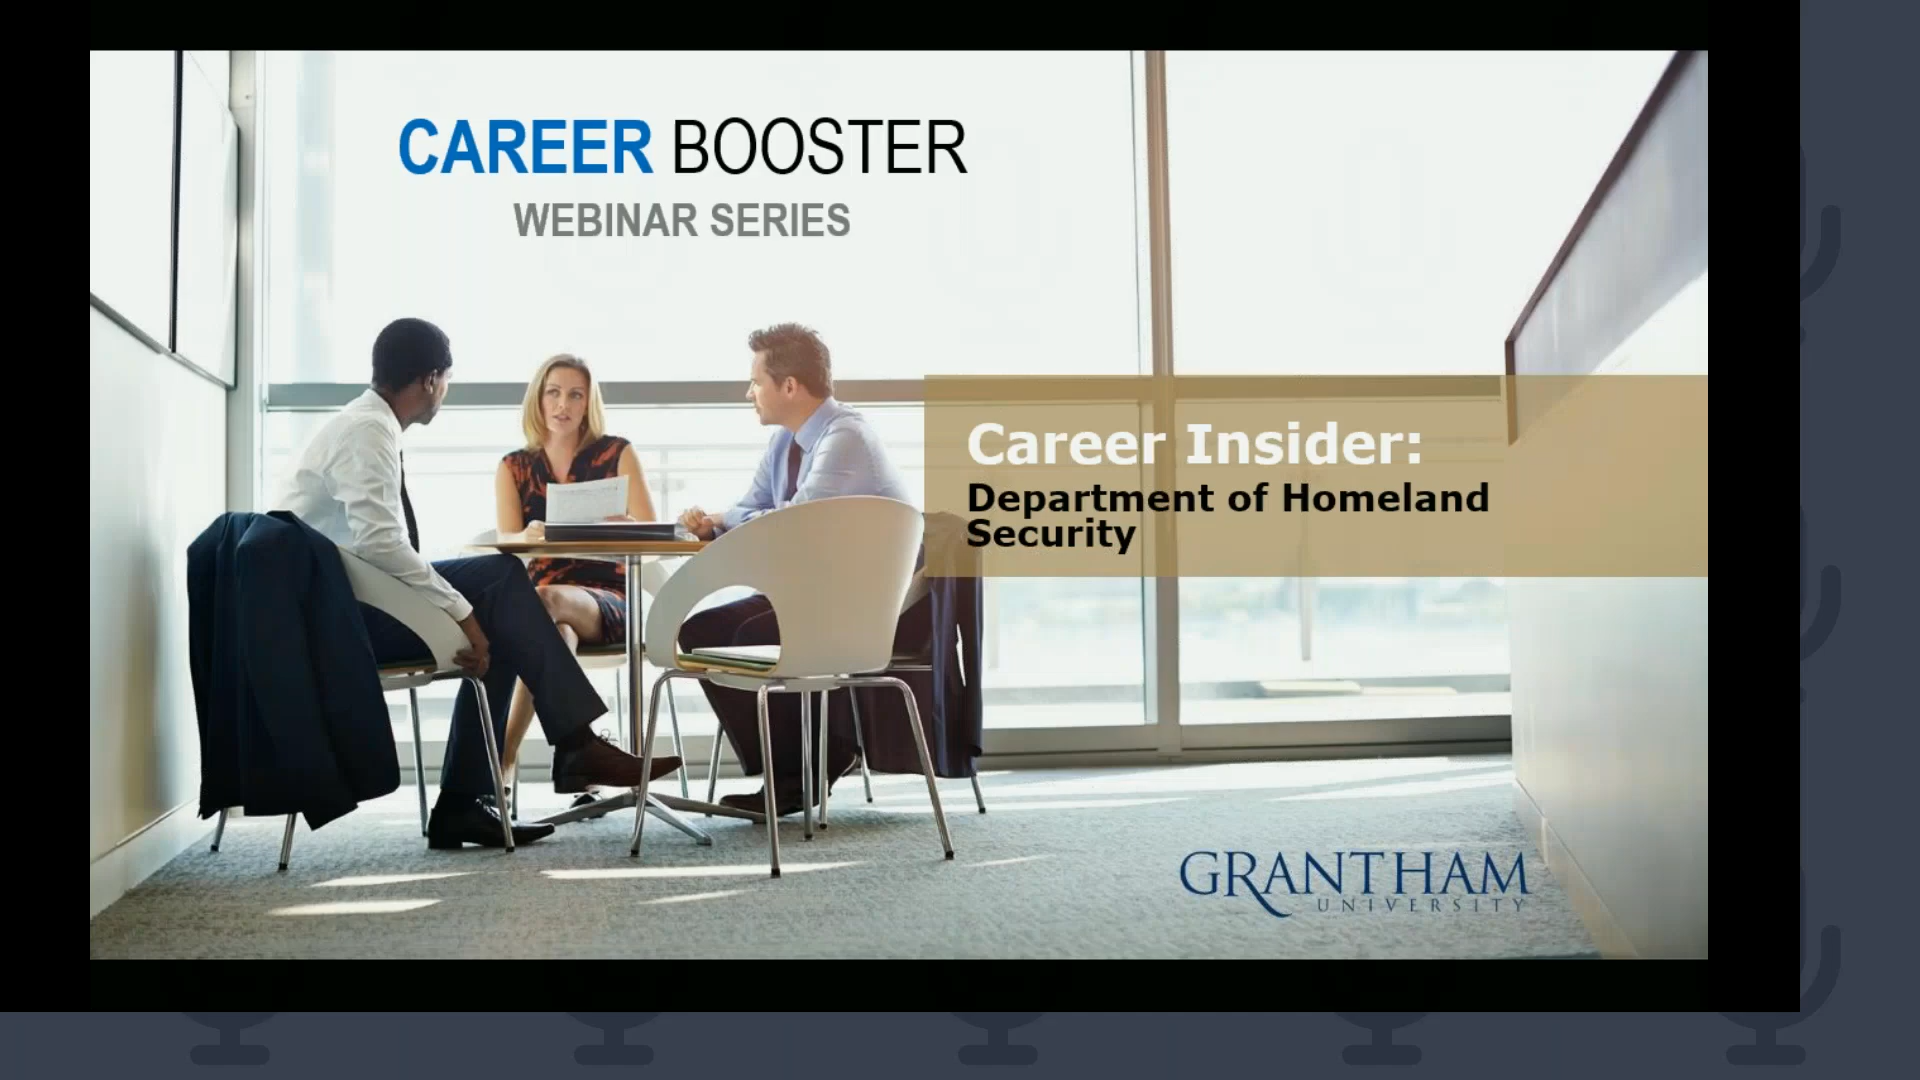 CAREER BOOSTER
WEBINAR SERIES
Career Insider:
Department of Homeland
Security
GRANTHAM
UNIVERSITY